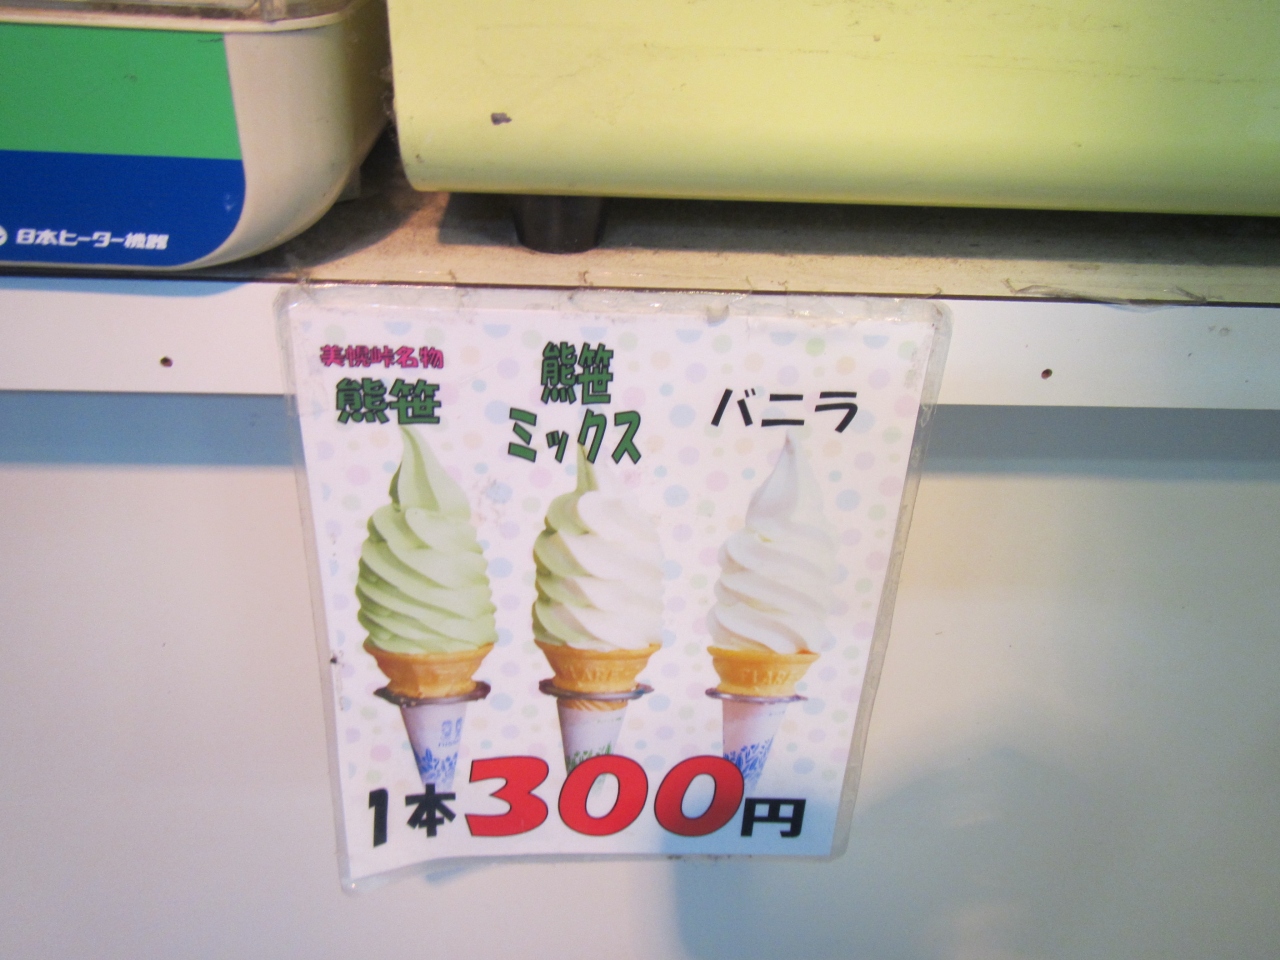 日本ヒーター機器
美幌峠名物
熊笹
熊笹
ミックス
バニラ
FLARE
1本300円